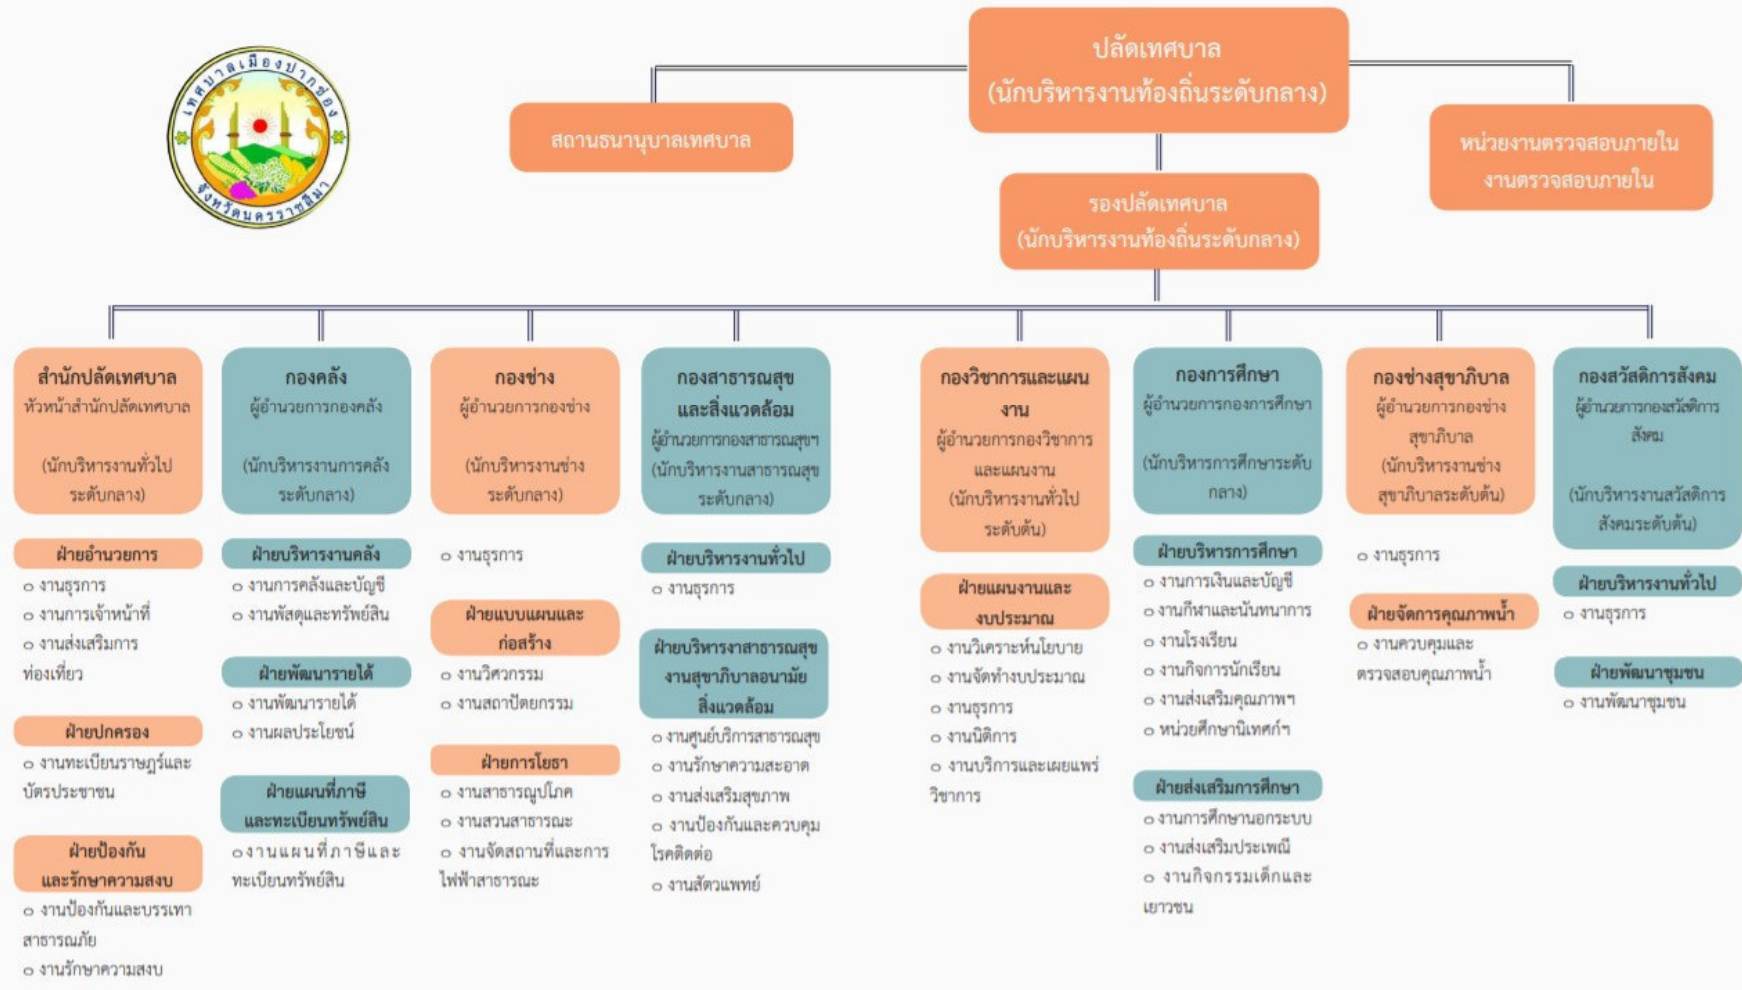 เทศบาลเมืองปากช่อง
จังหวัดนครราชสีมา
ปลัดเทศบาล
(นักบริหารงานท้องถิ่นระดับกลาง)
สถานธนานุบาลเทศบาล
หน่วยงานตรวจสอบภายใน
งานตรวจสอบภายใน
รองปลัดเทศบาล
(นักบริหารงานท้องถิ่นระดับกลาง)
สำนักปลัดเทศบาล
หัวหน้าสำนักปลัดเทศบาล
(นักบริหารงานทั่วไป
ระดับกลาง)
ฝ่ายอำนวยการ
o งานธุรการ
o งานการเจ้าหน้าที่
o งานส่งเสริมการ
ท่องเที่ยว
ฝ่ายปกครอง
o งานทะเบียนราษฎร์และ
บัตรประชาชน
ฝ่ายป้องกัน
และรักษาความสงบ
o งานป้องกันและบรรเทา
สาธารณภัย
o งานรักษาความสงบ
กองคลัง
ผู้อำนวยการกองคลัง
(นักบริหารงานการคลัง
ระดับกลาง)
ฝ่ายบริหารงานคลัง
o งานการคลังและบัญชี
o งานพัสดุและทรัพย์สิน
ฝ่ายพัฒนารายได้
o งานพัฒนารายได้
o งานผลประโยชน์
ฝ่ายแผนที่ภาษี
และทะเบียนทรัพย์สิน
o งานแผนที่ภาษีและ
ทะเบียนทรัพย์สิน
กองช่าง
ผู้อำนวยการกองช่าง
(นักบริหารงานช่าง
ระดับกลาง)
o งานธุรการ
ฝ่ายแบบแผนและ
ก่อสร้าง
o งานวิศวกรรม
o งานสถาปัตยกรรม
ฝ่ายการโยธา
o งานสาธารณูปโภค
o งานสวนสาธารณะ
o งานจัดสถานที่และการ
ไฟฟ้าสาธารณะ
กองสาธารณสุข
และสิ่งแวดล้อม
ผู้อำนวยการกองสาธารณสุขฯ
(นักบริหารงานสาธารณสุข
ระดับกลาง)
ฝ่ายบริหารงานทั่วไป
o งานธุรการ
ฝ่ายบริหารงาสาธารณสุข
งานสุขาภิบาลอนามัย
สิ่งแวดล้อม
o งานศูนย์บริการสาธารณสุข
o งานรักษาความสะอาด
o งานส่งเสริมสุขภาพ
o งานป้องกันและควบคุม
โรคติดต่อ
o งานสัตวแพทย์
กองวิชาการและแผน
งาน
ผู้อำนวยการกองวิชาการ
และแผนงาน
(นักบริหารงานทั่วไป
ระดับต้น)
ฝ่ายแผนงานและ
งบประมาณ
o งานวิเคราะห์นโยบาย
o งานจัดทำงบประมาณ
o งานธุรการ
o งานนิติการ
o งานบริการและเผยแพร่
วิชาการ
กองการศึกษา
ผู้อำนวยการกองการศึกษา
(นักบริหารการศึกษาระดับ
กลาง)
ฝ่ายบริหารการศึกษา
o งานการเงินและบัญชี
o งานกีฬาและนันทนาการ
o งานโรงเรียน
o งานกิจการนักเรียน
o งานส่งเสริมคุณภาพฯ
o หน่วยศึกษานิเทศก์ฯ
ฝ่ายส่งเสริมการศึกษา
o งานการศึกษานอกระบบ
o งานส่งเสริมประเพณี
o งานกิจกรรมเด็กและ
เยาวชน
กองช่างสุขาภิบาล
ผู้อำนวยการกองช่าง
สุขาภิบาล
(นักบริหารงานช่าง
สุขาภิบาลระดับต้น)
o งานธุรการ
ฝ่ายจัดการคุณภาพน้ำ
o งานควบคุมและ
ตรวจสอบคุณภาพน้ำ
กองสวัสดิการสังคม
ผู้อำนวยการกองสวัสดิการ
สังคม
(นักบริหารงานสวัสดิการ
สังคมระดับต้น)
ฝ่ายบริหารงานทั่วไป
o งานธุรการ
ฝ่ายพัฒนาชุมชน
o งานพัฒนาชุมชน